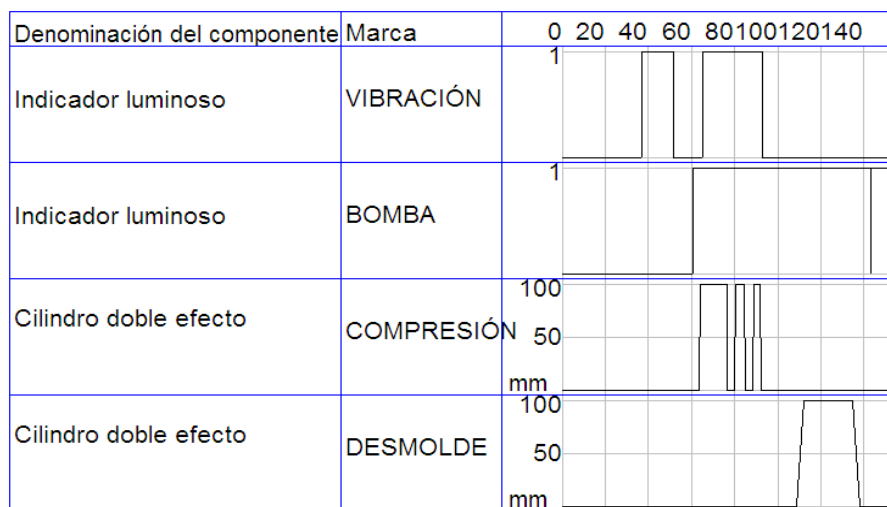 Denominación del componente Marca 0 20 40 60 80100120140
1
Indicador luminoso VIBRACIÓN
1
Indicador luminoso BOMBA
100
Cilindro doble efecto COMPRESIÓN 50
mm
100
Cilindro doble efecto DESMOLDE 50
mm